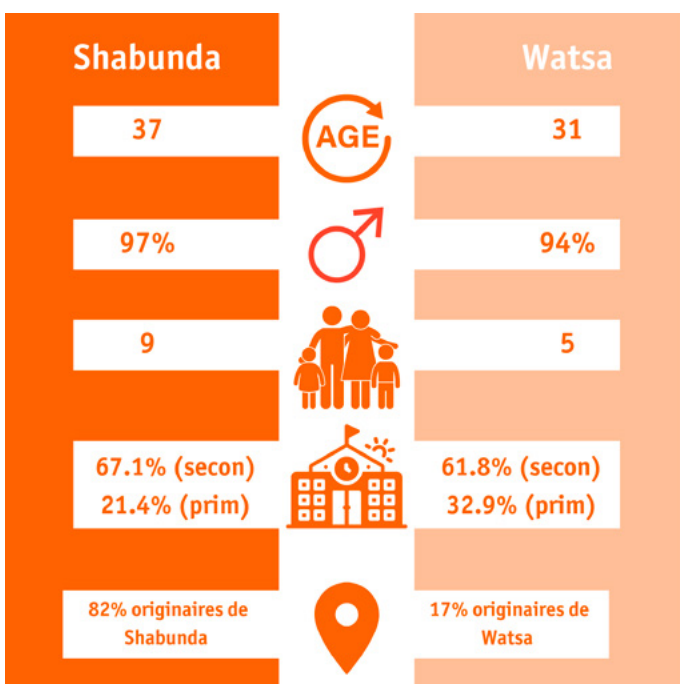 Shabunda
Watsa
37
AGE
31
97%
94%
9
5
67.1% (secon)
21.4% (prim)
61.8% (secon)
32.9% (prim)
82% originaires de
Shabunda
17% originaires de
Watsa